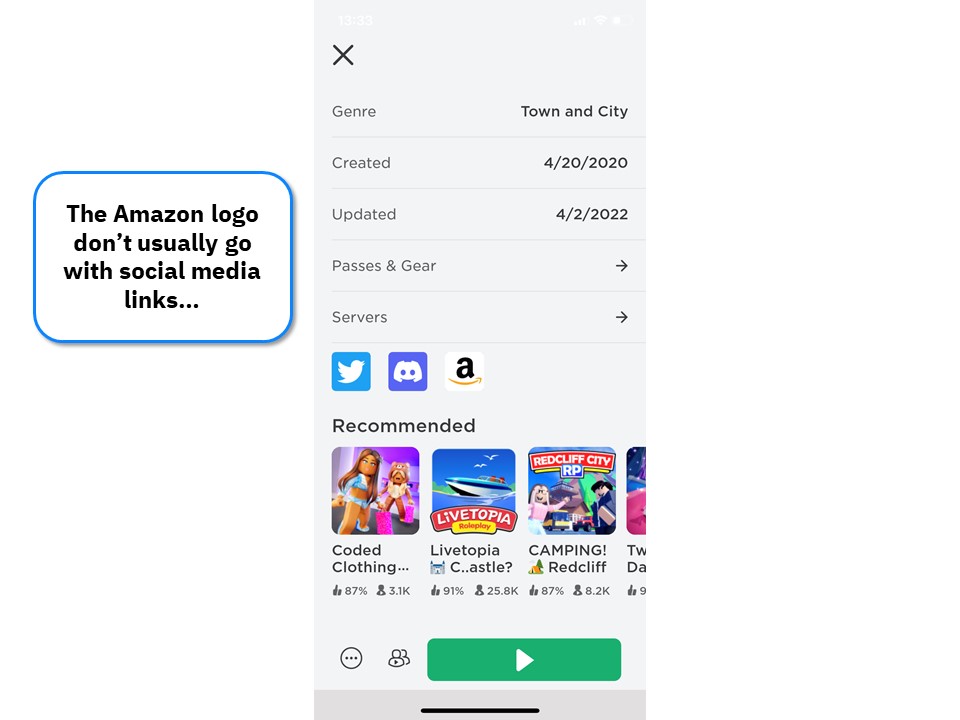 13:33
The Amazon logo
don’t usually go
with social media
links...
Genre Town and City
Created 4/20/2020
Updated 4/2/2022
Passes & Gear
Servers
a
Recommended
LIVETOPIA
Roleplay
REDCLIFF CITY
RP
Coded Livetopia CAMPING! Tw
Clothing... C..astle? Redcliff Da
87% 3.1K 91% 25.8K 87% 8.2K 9